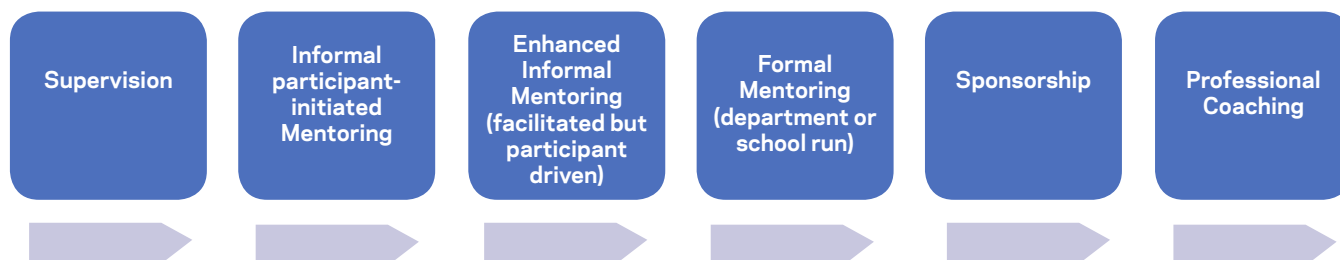 Supervision
Informal
participant-
initiated
Mentoring
Enhanced
Informal
Mentoring
(facilitated but
participant
driven)
Formal
Mentoring
(department or
school run)
Sponsorship
Professional
Coaching